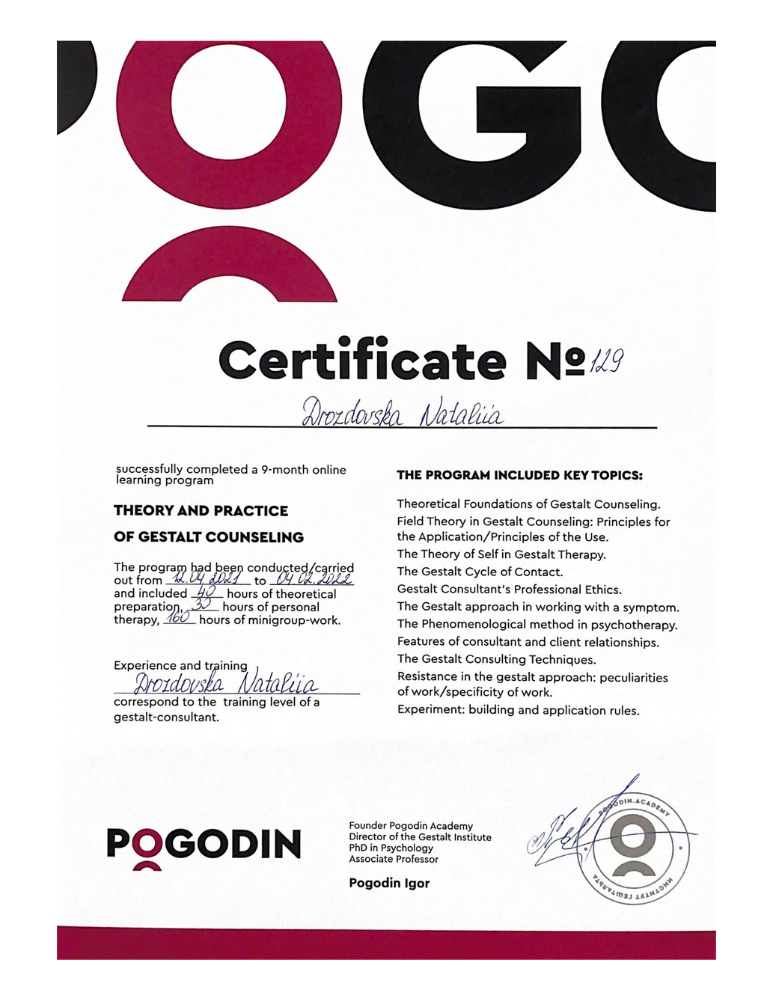 POGO
Certificate № 129
Drozdovska Nataliia
successfully completed a 9-month online
learning program
THEORY AND PRACTICE
OF GESTALT COUNSELING
The program had been conducted/carried
out from 12.04 2021 to 04 02.2022
and included 40 hours of theoretical
preparation, 30 hours of personal
therapy, 160 hours of minigroup-work.
Experience and training
Drozdovska Nataliia
correspond to the training level of a
gestalt-consultant.
THE PROGRAM INCLUDED KEY TOPICS:
Theoretical Foundations of Gestalt Counseling.
Field Theory in Gestalt Counseling: Principles for
the Application/Principles of the Use.
The Theory of Self in Gestalt Therapy.
The Gestalt Cycle of Contact.
Gestalt Consultant's Professional Ethics.
The Gestalt approach in working with a symptom.
The Phenomenological method in psychotherapy.
Features of consultant and client relationships.
The Gestalt Consulting Techniques.
Resistance in the gestalt approach: peculiarities
of work/specificity of work.
Experiment: building and application rules.
POGODIN
Founder Pogodin Academy
Director of the Gestalt Institute
PhD in Psychology
Associate Professor
Pogodin Igor
POGODIN.ACADEMY